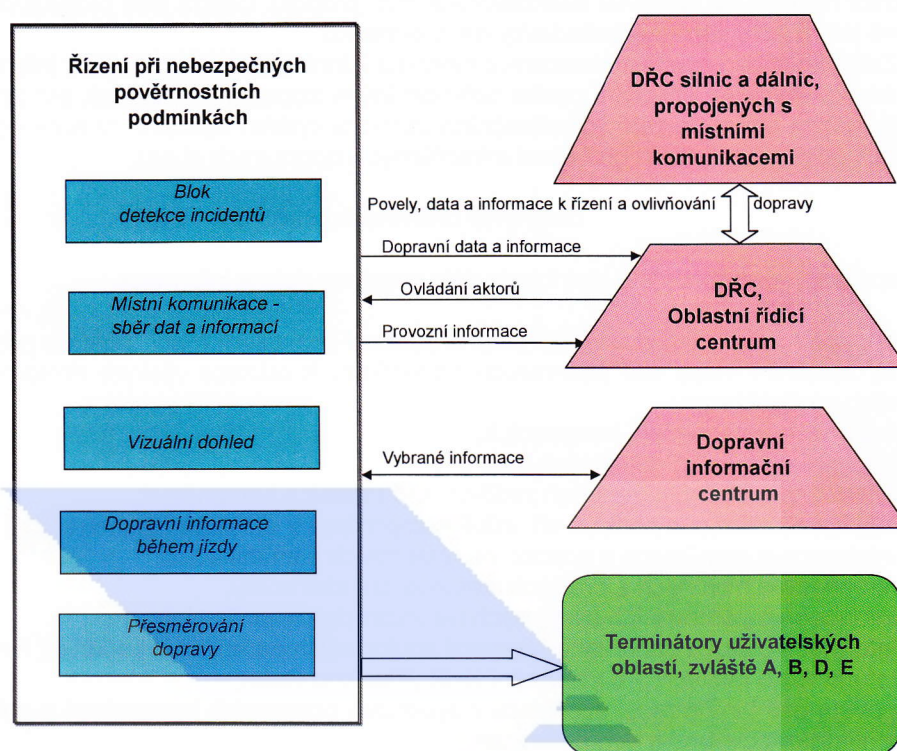 Řízení při nebezpečných
povětrnostních
podmínkách
Blok
detekce incidentů
Místní komunikace -
sběr dat a informací
Vizuální dohled
Dopravní informace
během jízdy
Přesměrování
dopravy
DŘC silnic a dálnic,
propojených s
místními
komunikacemi
Povely, data a informace k řízení a ovlivňování dopravy
Dopravní data a informace
Ovládání aktorů
Provozní informace
DŘC,
Oblastní řídicí
centrum
Vybrané informace
Dopravní
informační
centrum
Terminátory uživatelských
oblastí, zvláště A, B, D, E